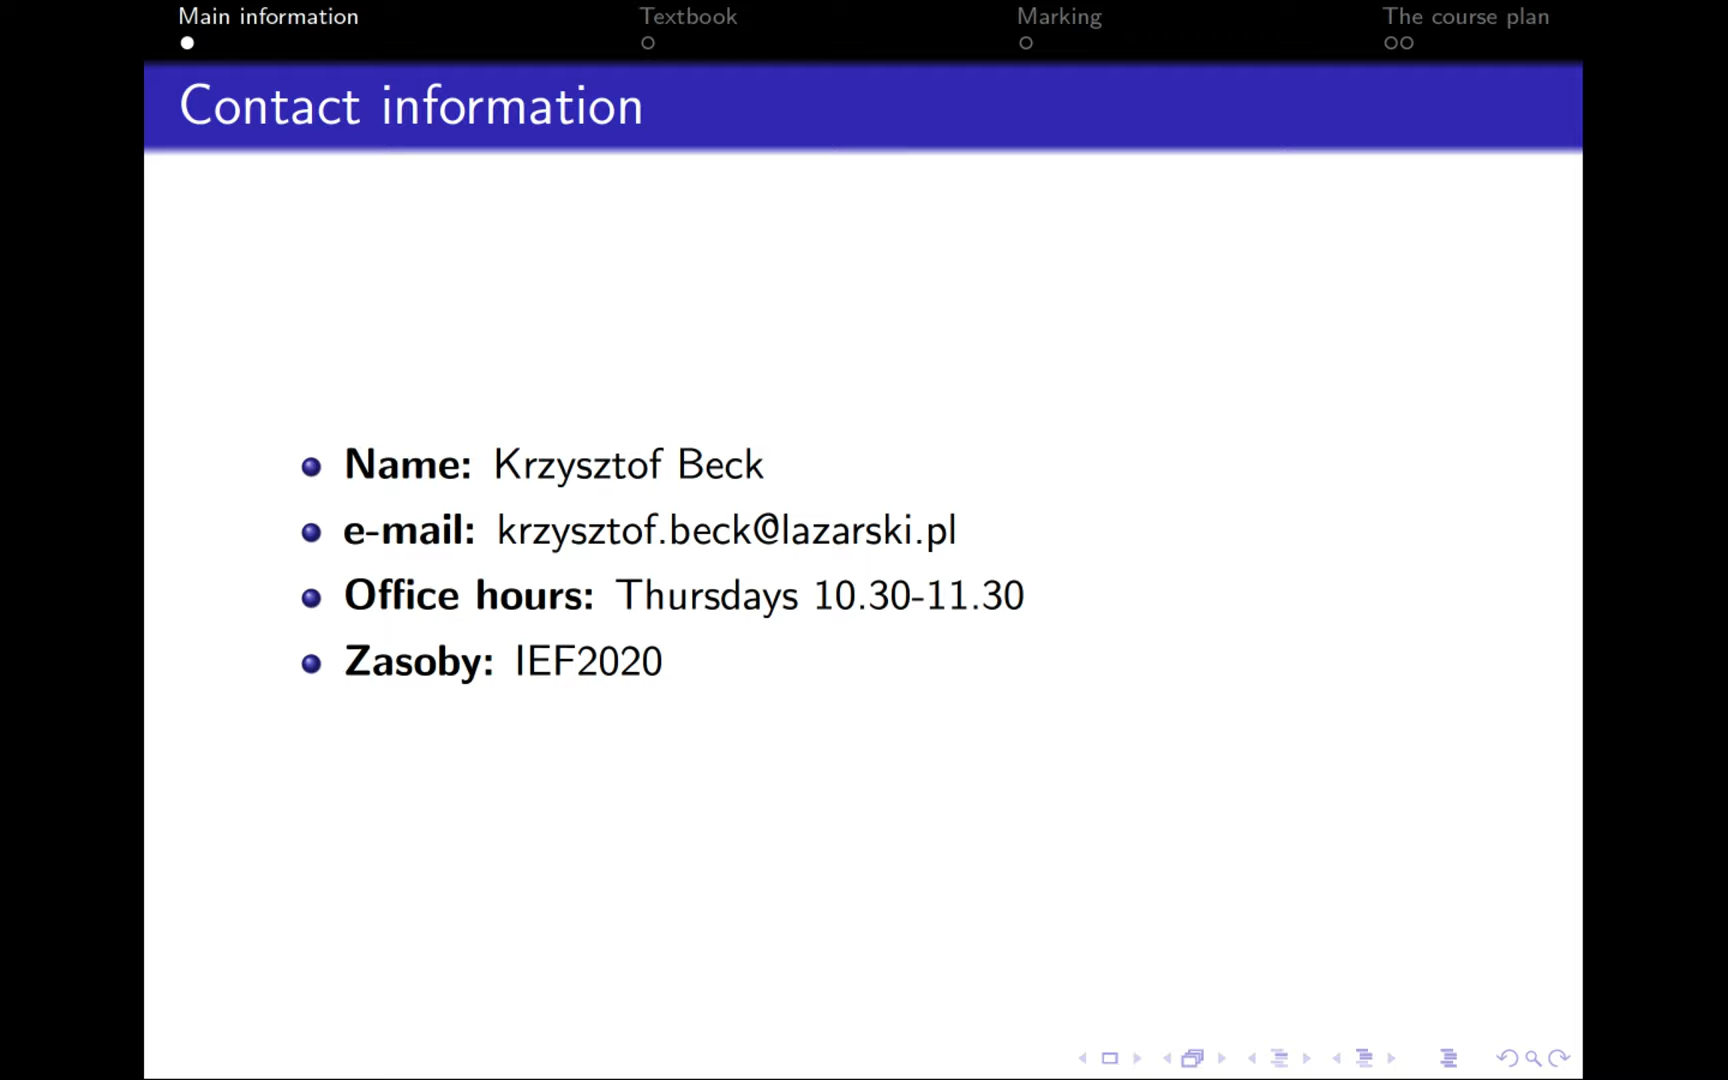 Main information Textbook Marking The course plan
Contact information
Name: Krzysztof Beck
e-mail: krzysztof.beck@lazarski.pl
Office hours: Thursdays 10.30-11.30
Zasoby: IEF2020